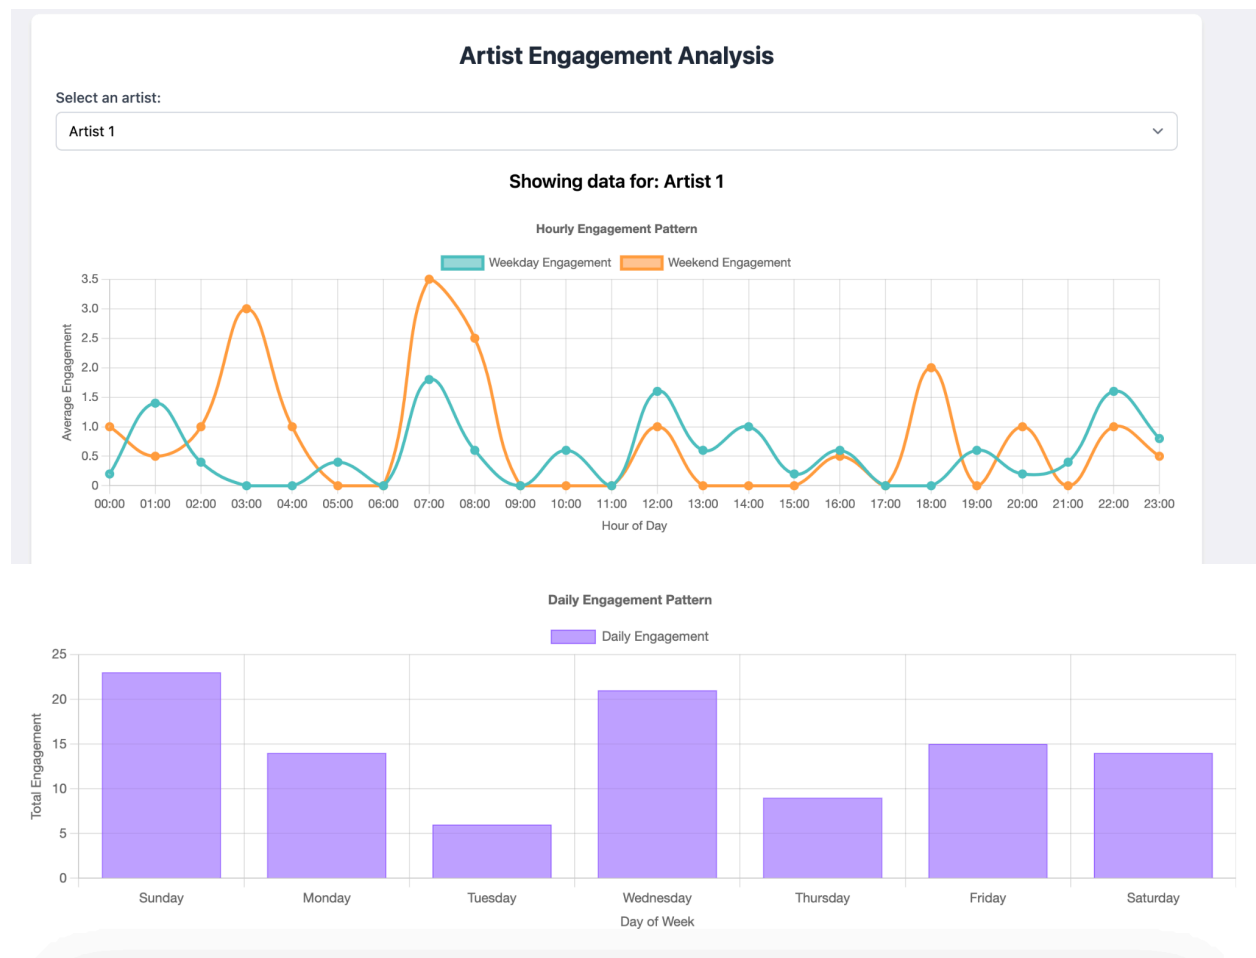 Artist Engagement Analysis
Select an artist:
Artist 1
Showing data for: Artist 1
Hourly Engagement Pattern
Weekday Engagement Weekend Engagement
3.5
3.0
2.5
2.0
1.5
1.0
0.5
0
Average Engagement
00:00 01:00 02:00 03:00 04:00 05:00 06:00 07:00 08:00 09:00 10:00 11:00 12:00 13:00 14:00 15:00 16:00 17:00 18:00 19:00 20:00 21:00 22:00 23:00
Hour of Day
Daily Engagement Pattern
Daily Engagement
25
20
15
10
5
0
Total Engagement
Sunday Monday Tuesday Wednesday Thursday Friday Saturday
Day of Week